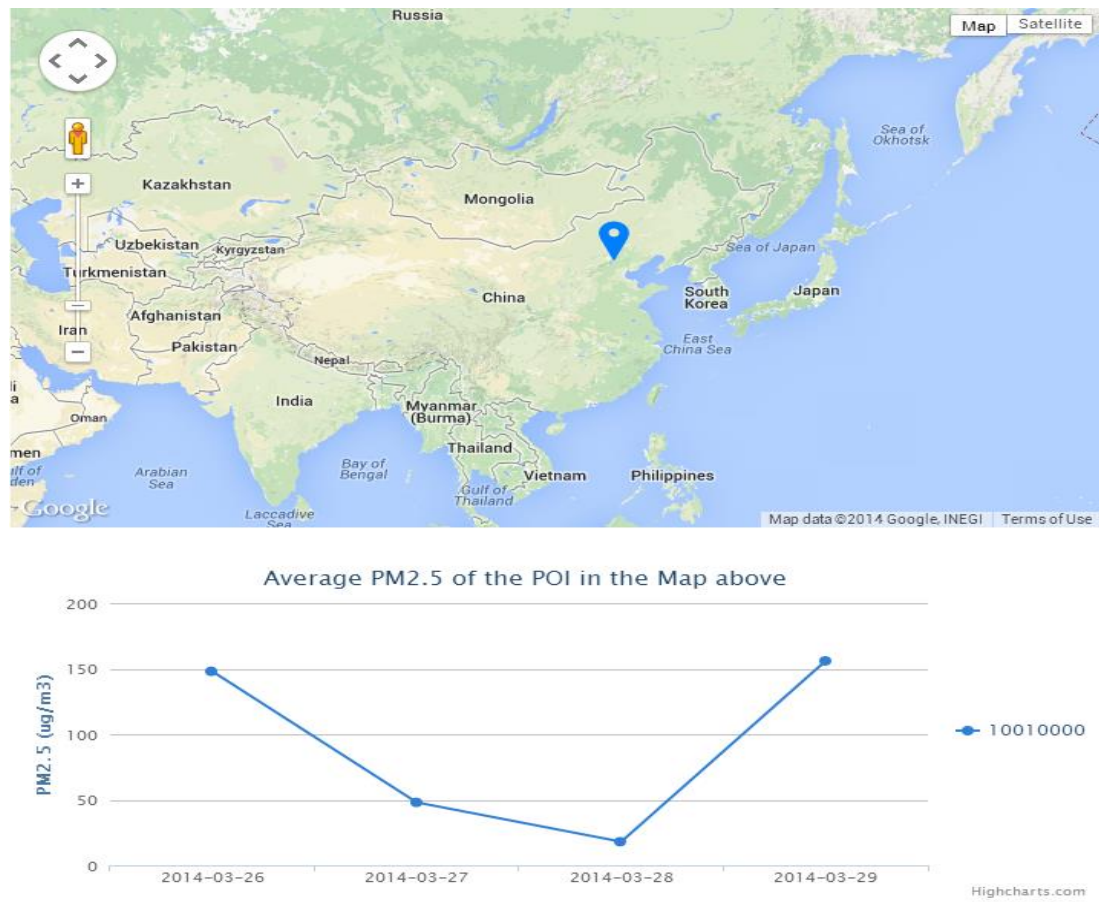 Russia
Map Satellite
Sea of
Okhotsk
Kazakhstan
Mongolia
Uzbekistan
Kyrgyzstan
Sea of Japan
Turkmenistan
China
South
Korea
Japan
Afghanistan
Iran
East
China Sea
Pakistan
Nepal
India
Myanmar
(Burma)
Oman
Thailand
men
Arabian
Sea
Bay of
Bengal
Vietnam
Philippines
Gulf of
Thailand
Google
Laccadive
Sea
Map data ©2014 Google, INEGI Terms of Use
Average PM2.5 of the POI in the Map above
200
150
100
50
0
PM2.5 (ug/m3)
10010000
2014-03-26 2014-03-27 2014-03-28 2014-03-29
Highcharts.com